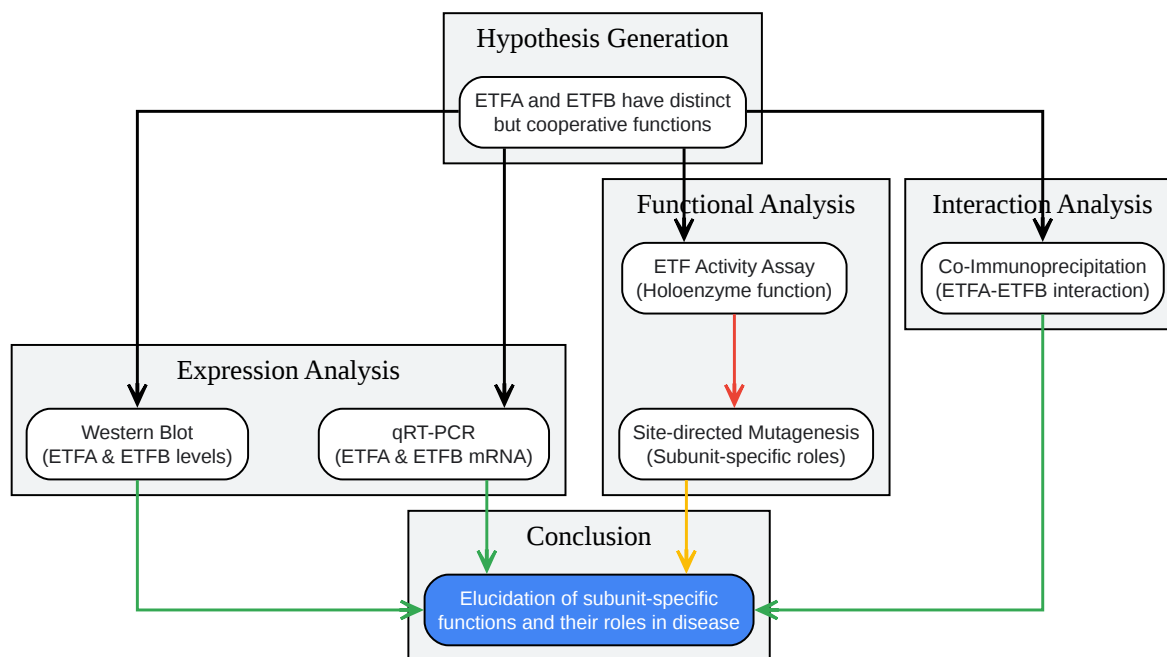 Hypothesis Generation
ETFA and ETFB have distinct
but cooperative functions
Functional Analysis
Interaction Analysis
ETF Activity Assay
(Holoenzyme function)
Co-Immunoprecipitation
(ETFA-ETFB interaction)
Expression Analysis
Western Blot
(ETFA & ETFB levels)
qRT-PCR
(ETFA & ETFB mRNA)
Site-directed Mutagenesis
(Subunit-specific roles)
Conclusion
Elucidation of subunit-specific
functions and their roles in disease